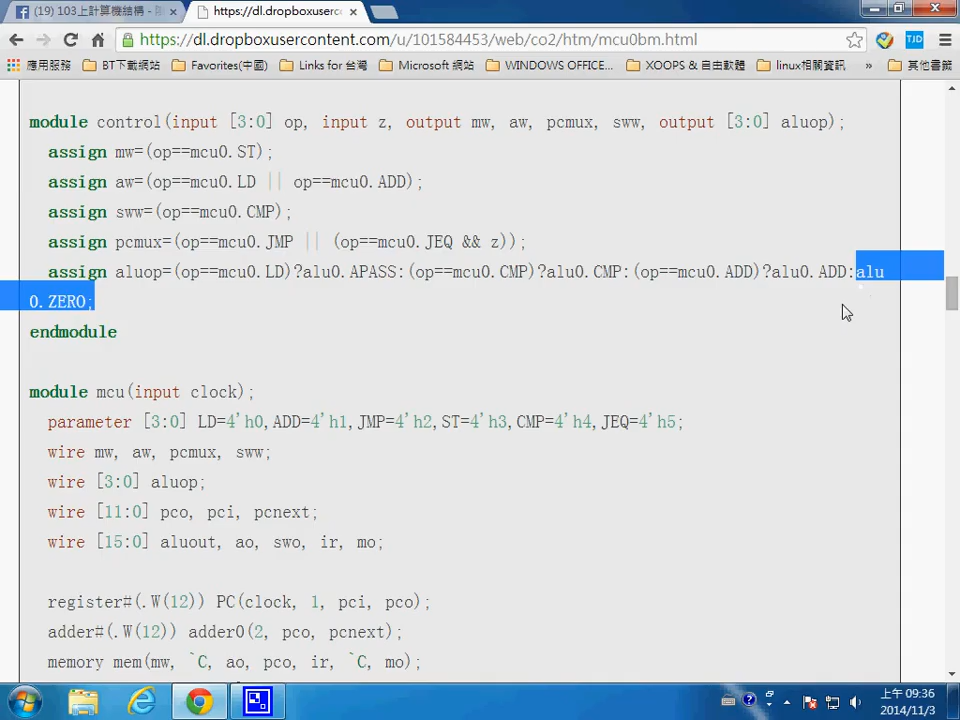 (19) 103上計算機結構 -
https://dl.dropboxuserc
https://dl.dropboxusercontent.com/u/101584453/web/co2/htm/mcu0bm.html
TJD
應用服務 BT下載網站 Favorites(中國) Links for 台灣 Microsoft 網站 WINDOWS OFFICE... XOOPS & 自由軟體 linux相關資訊 » 其他書籤
module control(input [3:0] op, input z, output mw, aw, pcmux, sww, output [3:0] aluop);
assign mw=(op==mcu0.ST);
assign aw=(op==mcu0.LD || op==mcu0.ADD);
assign sww=(op==mcu0.CMP);
assign pcmux=(op==mcu0.JMP || (op==mcu0.JEQ && z));
assign aluop=(op==mcu0.LD)?alu0.APASS:(op==mcu0.CMP)?alu0.CMP:(op==mcu0.ADD)?alu0.ADD:alu
0.ZERO;
endmodule
module mcu(input clock);
parameter [3:0] LD=4'h0,ADD=4'h1,JMP=4'h2,ST=4'h3,CMP=4'h4,JEQ=4'h5;
wire mw, aw, pcmux, sww;
wire [3:0] aluop;
wire [11:0] pco, pci, pcnext;
wire [15:0] aluout, ao, swo, ir, mo;
register#(.W(12)) PC(clock, 1, pci, pco);
adder#(.W(12)) adder0(2, pco, pcnext);
memory mem(mw, `C, ao, pco, ir, `C, mo);
上午 09:36
2014/11/3